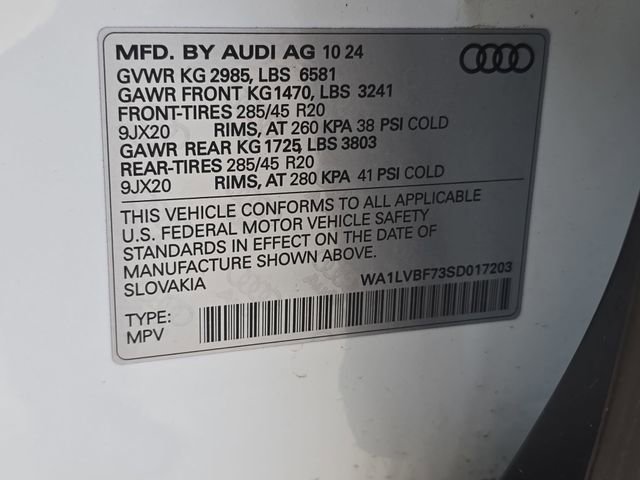 MFD. BY AUDI AG 10 24
GVWR KG 2985, LBS 6581
GAWR FRONT KG1470, LBS 3241
FRONT-TIRES 285/45 R20
9JX20 RIMS, AT 260 KPA 38 PSI COLD
GAWR REAR KG 1725, LBS 3803
REAR-TIRES 285/45 R20
9JX20 RIMS, AT 280 KPA 41 PSI COLD
THIS VEHICLE CONFORMS TO ALL APPLICABLE
U.S. FEDERAL MOTOR VEHICLE SAFETY
STANDARDS IN EFFECT ON THE DATE OF
MANUFACTURE SHOWN ABOVE.
SLOVAKIA
WA1LVBF73SD017203
TYPE:
MPV